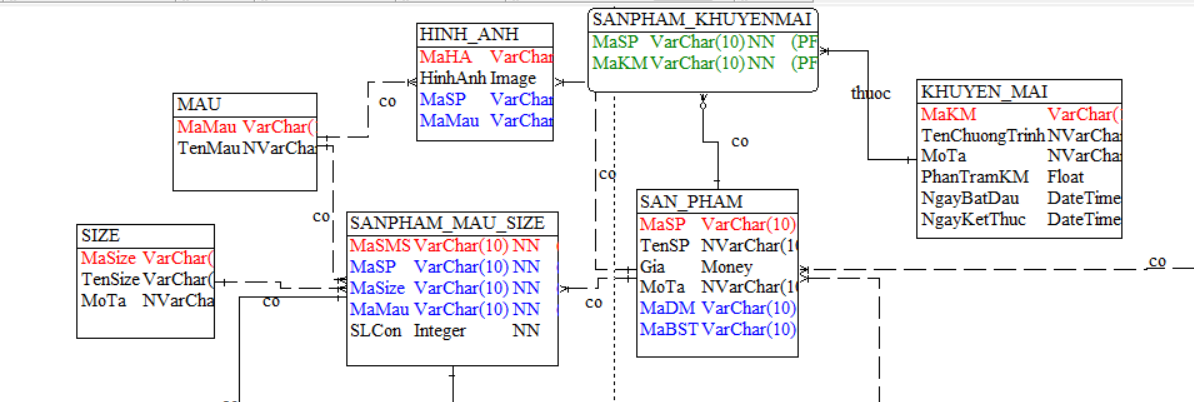 SANPHAM_KHUYENMAI
MaSP VarChar(10) NN (PF
MaKM VarChar(10) NN (PF
HINH_ANH
MaHA VarChar
HinhAnh Image
MaSP VarChar
MaMau VarChar
co
thuoc
KHUYEN_MAI
MaKM VarChar(
TenChuongTrinh NVarCha
MoTa NVarCha
PhanTramKM Float
NgayBatDau DateTime
NgayKetThuc DateTime
MAU
MaMau VarChar(
TenMau NVarCha
co
co
co
SAN_PHAM
MaSP VarChar(10)
TenSP NVarChar(10
Gia Money
MoTa NVarChar(10
MaDM VarChar(10)
MaBST VarChar(10)
SANPHAM_MAU_SIZE
MaSMS VarChar(10) NN (
MaSP VarChar(10) NN (
MaSize VarChar(10) NN (
MaMau VarChar(10) NN (
SLCon Integer NN
SIZE
MaSize VarChar(
TenSize VarChar(
MoTa NVarCha
co
co
co